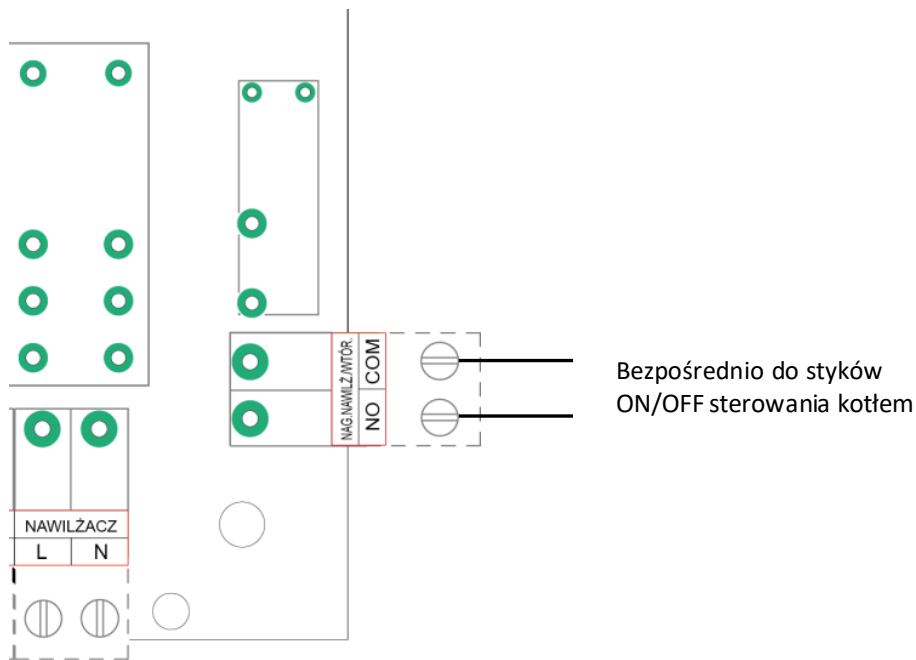 NAG.NAWILŻ./WTÓR.
COM
NO
Bezpośrednio do styków
ON/OFF sterowania kotłem
NAWILŻACZ
L N